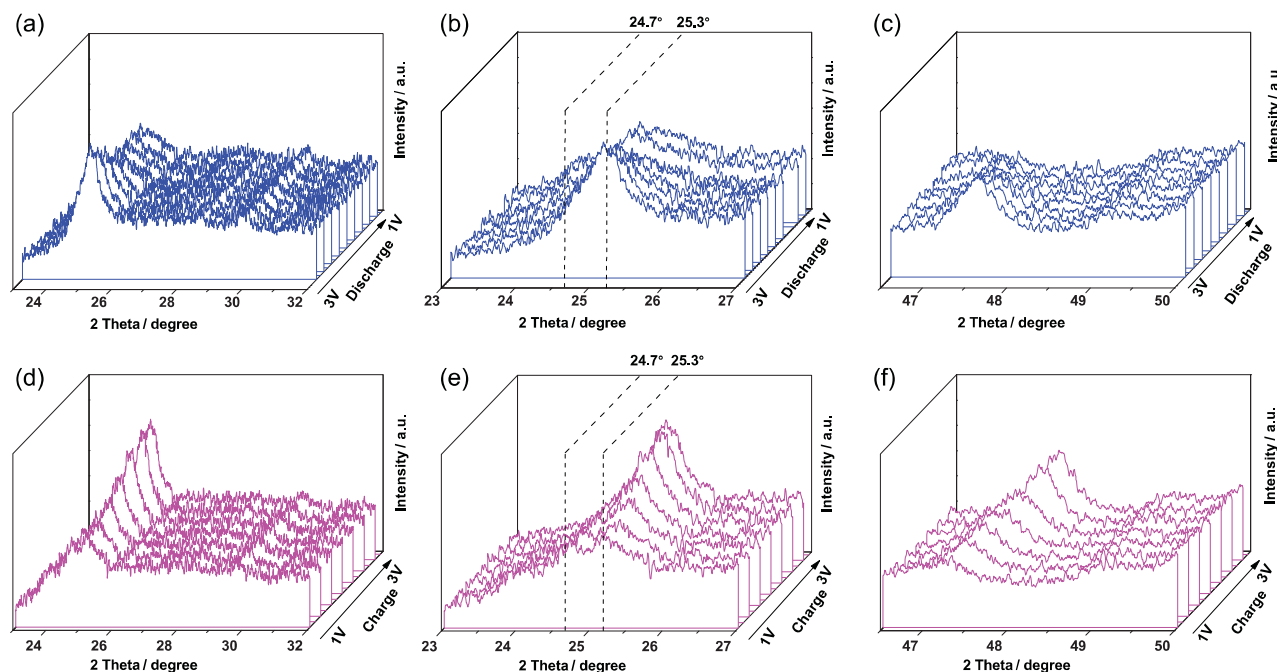 (a)
Intensity / a.u.
24 26 28 30 32
2 Theta / degree
3V Discharge 1V
(b)
24.7° 25.3°
Intensity / a.u.
23 24 25 26 27
2 Theta / degree
3V Discharge 1V
(c)
Intensity / a.u.
47 48 49 50
2 Theta / degree
3V Discharge 1V
(d)
Intensity / a.u.
24 26 28 30 32
2 Theta / degree
1V Charge 3V
(e)
24.7° 25.3°
Intensity / a.u.
23 24 25 26 27
2 Theta / degree
1V Charge 3V
(f)
Intensity / a.u.
47 48 49 50
2 Theta / degree
1V Charge 3V